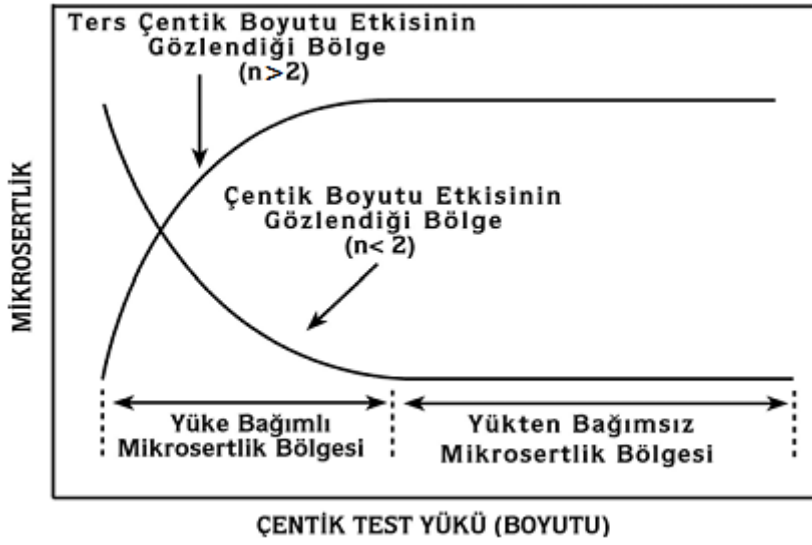 Ters Çentik Boyutu Etkisinin
Gözlendiği Bölge
(n>2)
Çentik Boyutu Etkisinin
Gözlendiği Bölge
(n< 2)
MİKROSERTLİK
Yüke Bağımlı
Mikrosertlik Bölgesi
Yükten Bağımsız
Mikrosertlik Bölgesi
ÇENTİK TEST YÜKÜ (BOYUTU)